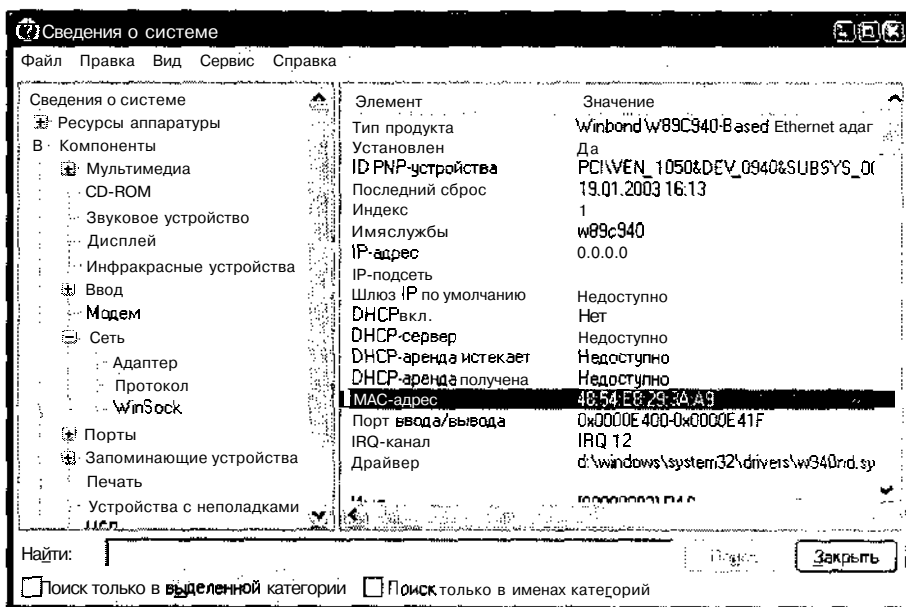 Сведения о системе
Файл Правка Вид Сервис Справка
Сведения о системе
Ресурсы аппаратуры
В Компоненты
Мультимедиа
CD-ROM
Звуковое устройство
Дисплей
Инфракрасные устройства
Ввод
Модем
Сеть
Адаптер
Протокол
WinSock
Порты
Запоминающие устройства
Печать
Устройства с неполадками
Элемент Значение
Тип продукта Winbond W89C940-Based Ethernet адаг
Установлен Да
ID PNP-устройства PCI\VEN_1050&DEV_0940&SUBSYS_0(
Последний сброс 19.01.2003 16:13
Индекс 1
Имяслужбы w89c940
IP-адрес 0.0.0.0
IP-подсеть
Шлюз IP по умолчанию Недоступно
DHCPвкл. Нет
DHCP-сервер Недоступно
DHCP-аренда истекает Недоступно
DHCP-аренда получена Недоступно
MAC-адрес 48:54:E8:29:3A:A9
Порт ввода/вывода 0x0000E400-0x0000E41F
IRQ-канал IRQ 12
Драйвер d:\windows\system32\drivers\w940nd.sy
Найти:
Закрыть
Поиск только в выделенной категории Поиск только в именах категорий